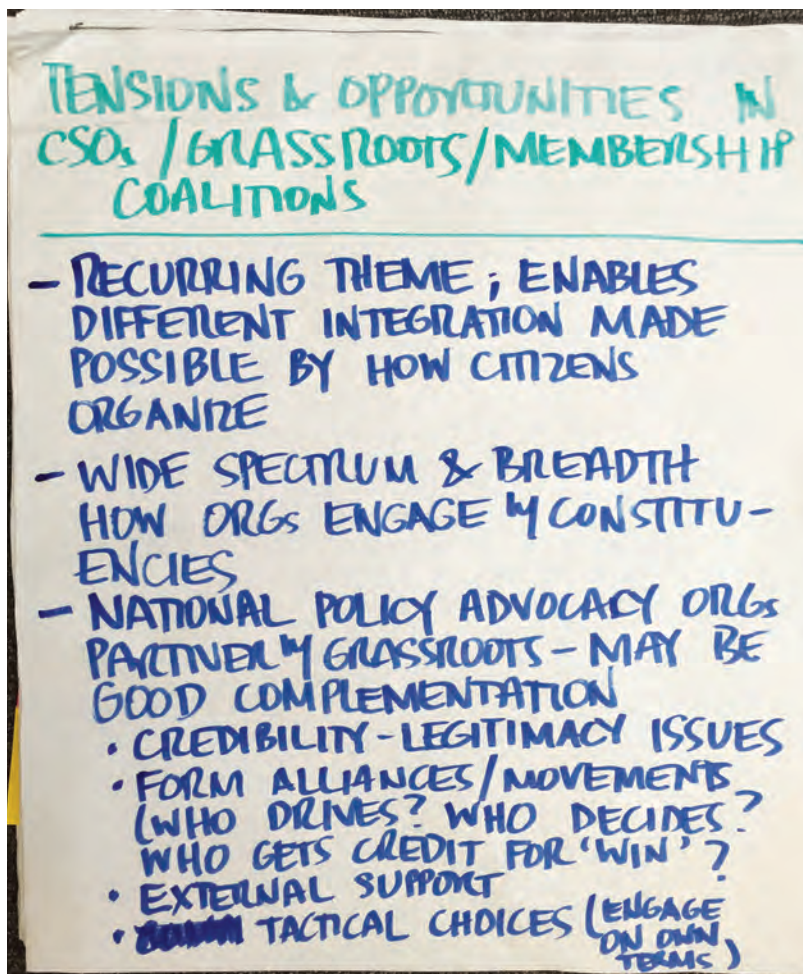 TENSIONS & OPPORTUNITIES IN
CSOs / GRASSROOTS / MEMBERSHIP
COALITIONS
- RECURRING THEME ; ENABLES
DIFFERENT INTEGRATION MADE
POSSIBLE BY HOW CITIZENS
ORGANIZE
- WIDE SPECTRUM & BREADTH
HOW ORGs ENGAGE w/ CONSTITU-
ENCIES
- NATIONAL POLICY ADVOCACY ORGs
PARTNER w/ GRASSROOTS - MAY BE
GOOD COMPLEMENTATION
• CREDIBILITY - LEGITIMACY ISSUES
• FORM ALLIANCES/MOVEMENTS
(WHO DRIVES? WHO DECIDES?
WHO GETS CREDIT FOR 'WIN'?
• EXTERNAL SUPPORT
• TACTICAL CHOICES (ENGAGE
ON OWN
TERMS)